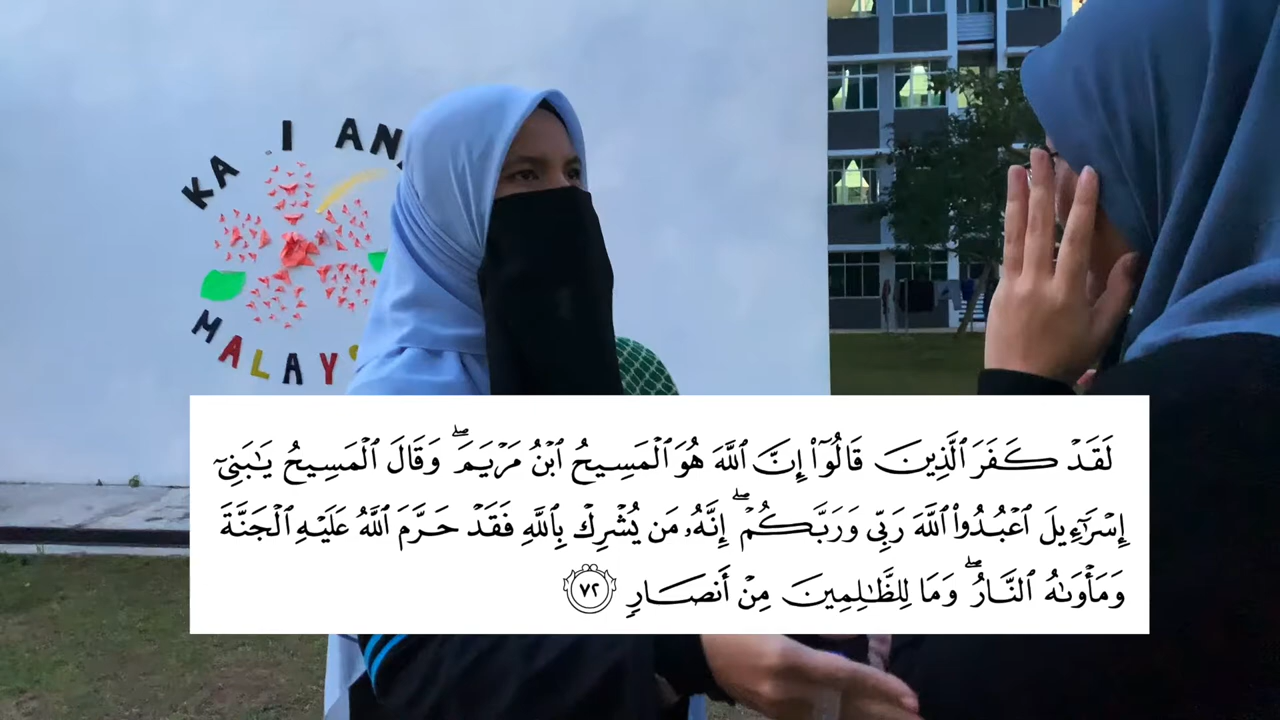 KA I AN
MALAYS
لَقَدۡ كَفَرَ ٱلَّذِينَ قَالُوٓاْ إِنَّ ٱللَّهَ هُوَ ٱلۡمَسِيحُ ٱبۡنُ مَرۡيَمَۖ وَقَالَ ٱلۡمَسِيحُ يَٰبَنِيٓ
إِسۡرَٰٓءِيلَ ٱعۡبُدُواْ ٱللَّهَ رَبِّي وَرَبَّكُمۡۖ إِنَّهُۥ مَن يُشۡرِكۡ بِٱللَّهِ فَقَدۡ حَرَّمَ ٱللَّهُ عَلَيۡهِ ٱلۡجَنَّةَ
وَمَأۡوَىٰهُ ٱلنَّارُۖ وَمَا لِلظَّٰلِمِينَ مِنۡ أَنصَارٖ ٧٢